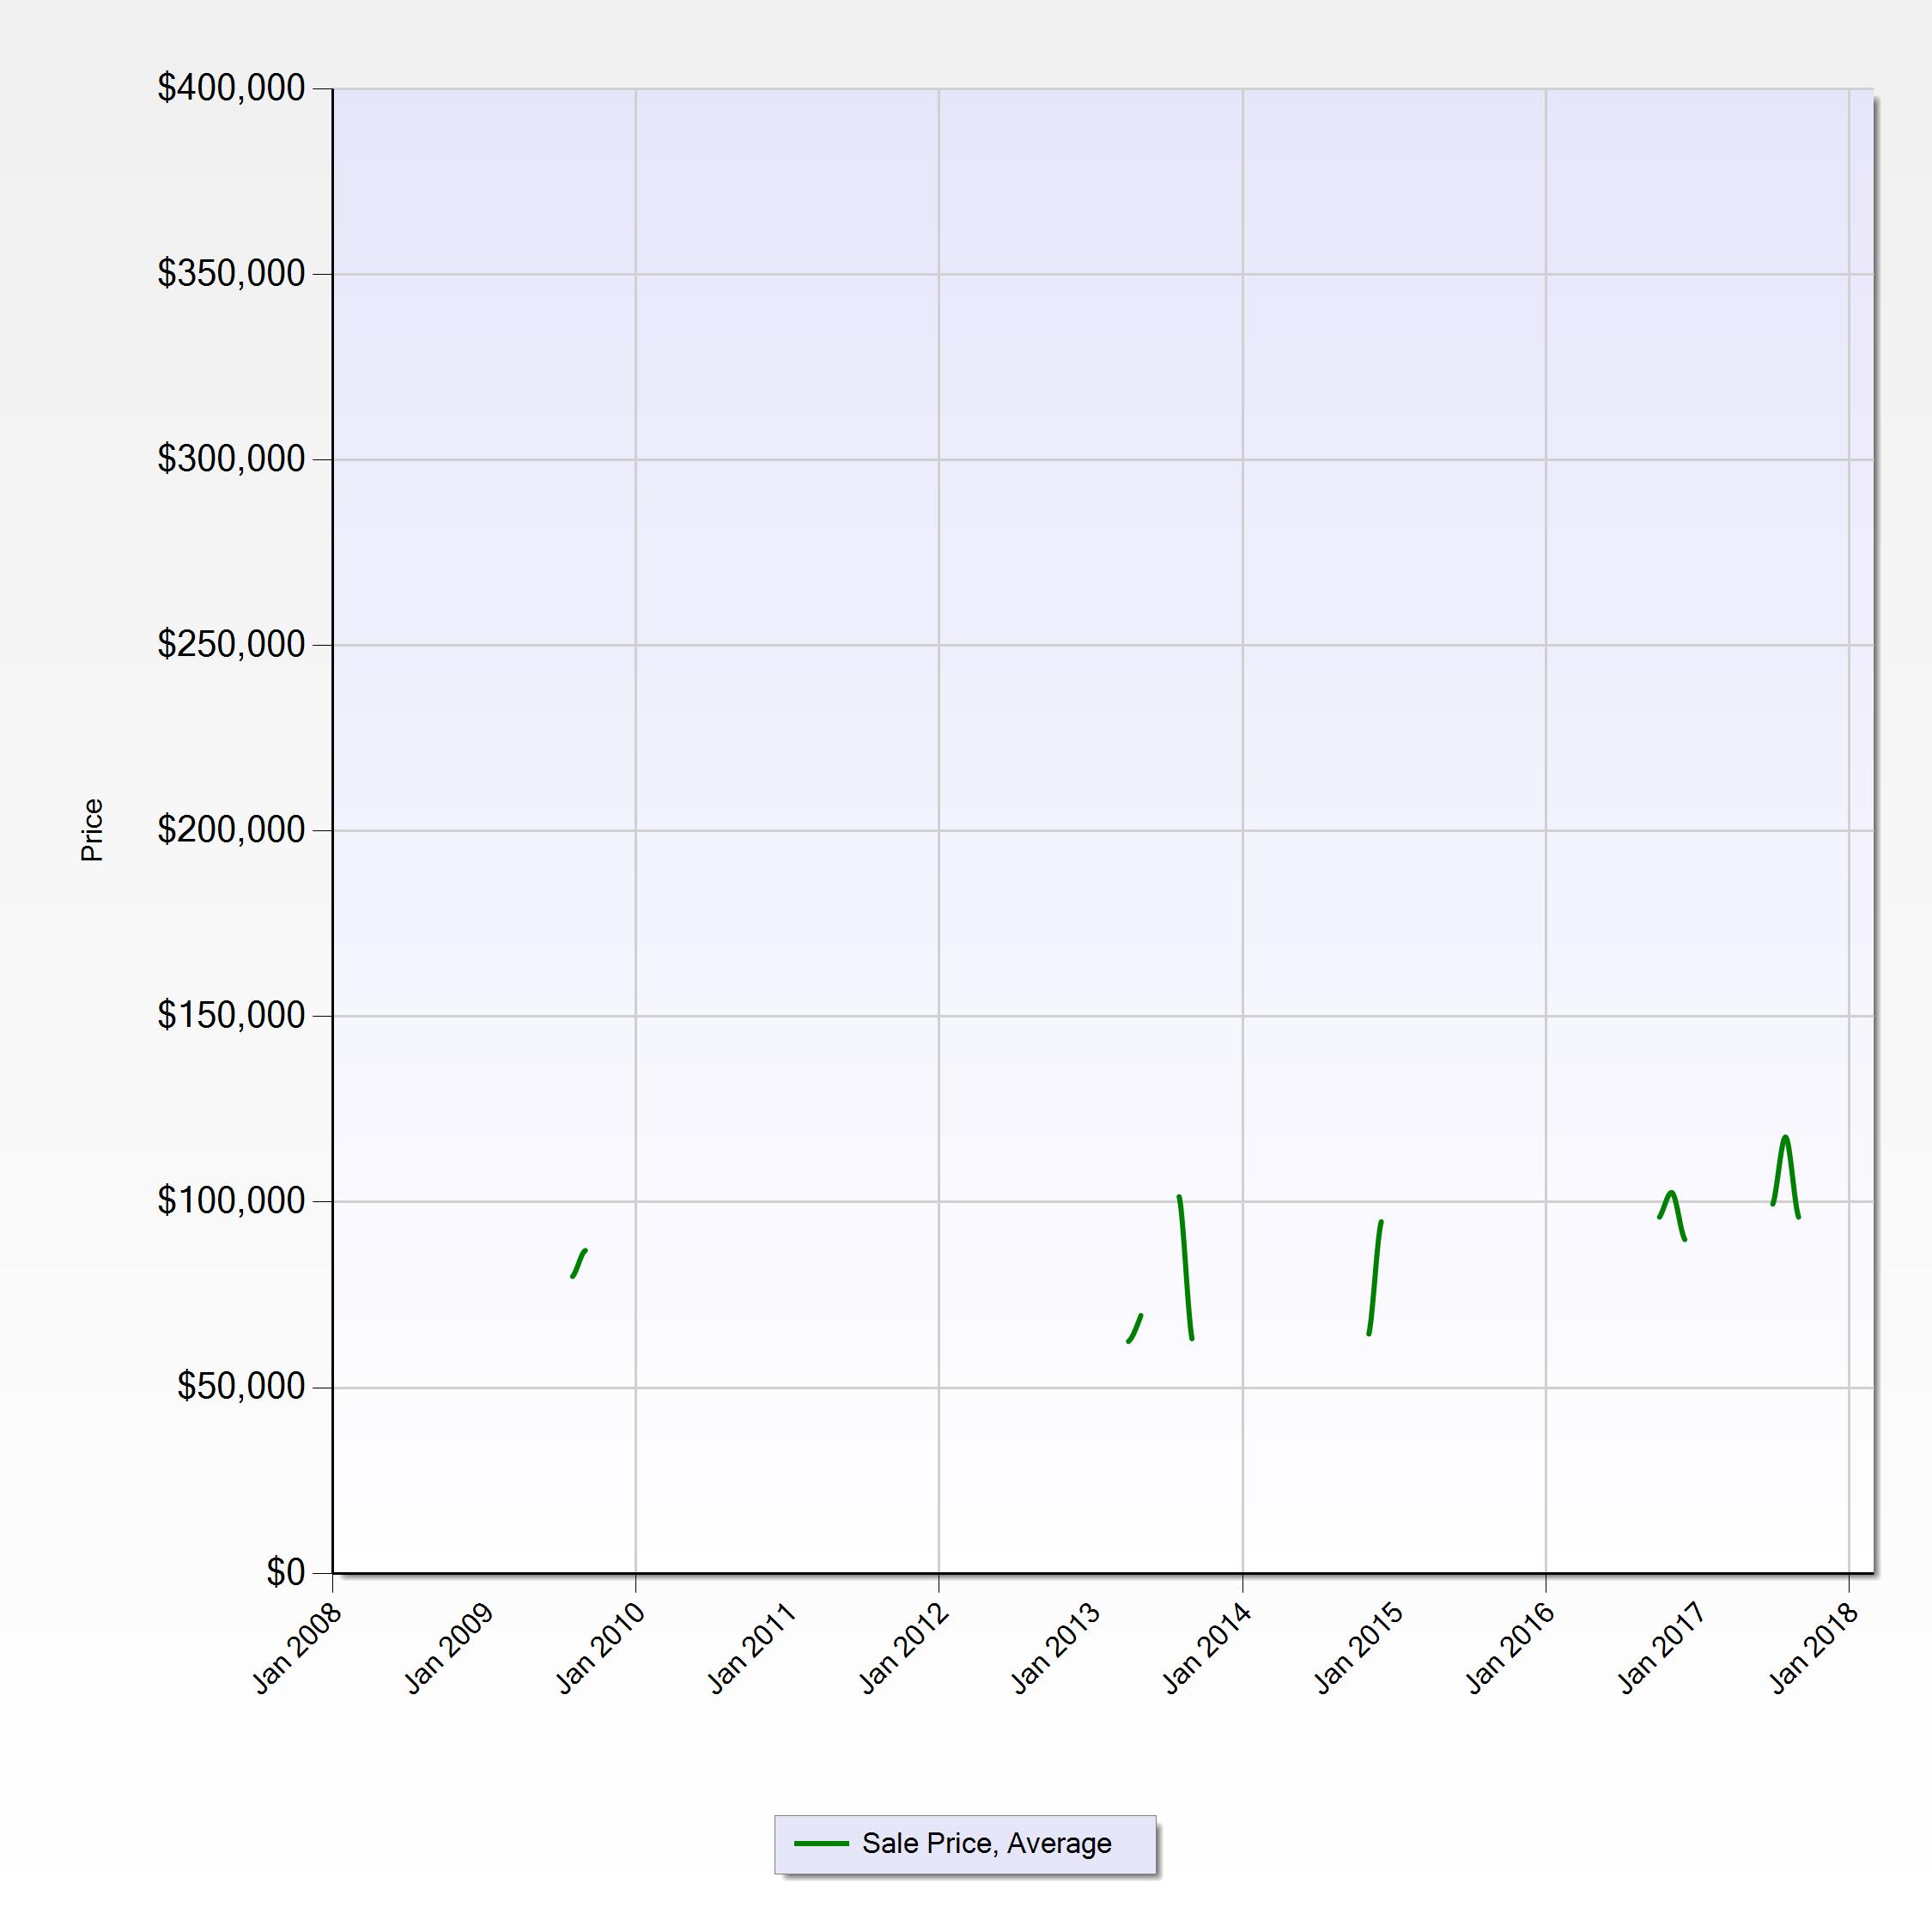 $400,000
$350,000
$300,000
$250,000
$200,000
$150,000
$100,000
$50,000
$0
Price
Jan 2008
Jan 2009
Jan 2010
Jan 2011
Jan 2012
Jan 2013
Jan 2014
Jan 2015
Jan 2016
Jan 2017
Jan 2018
Sale Price, Average